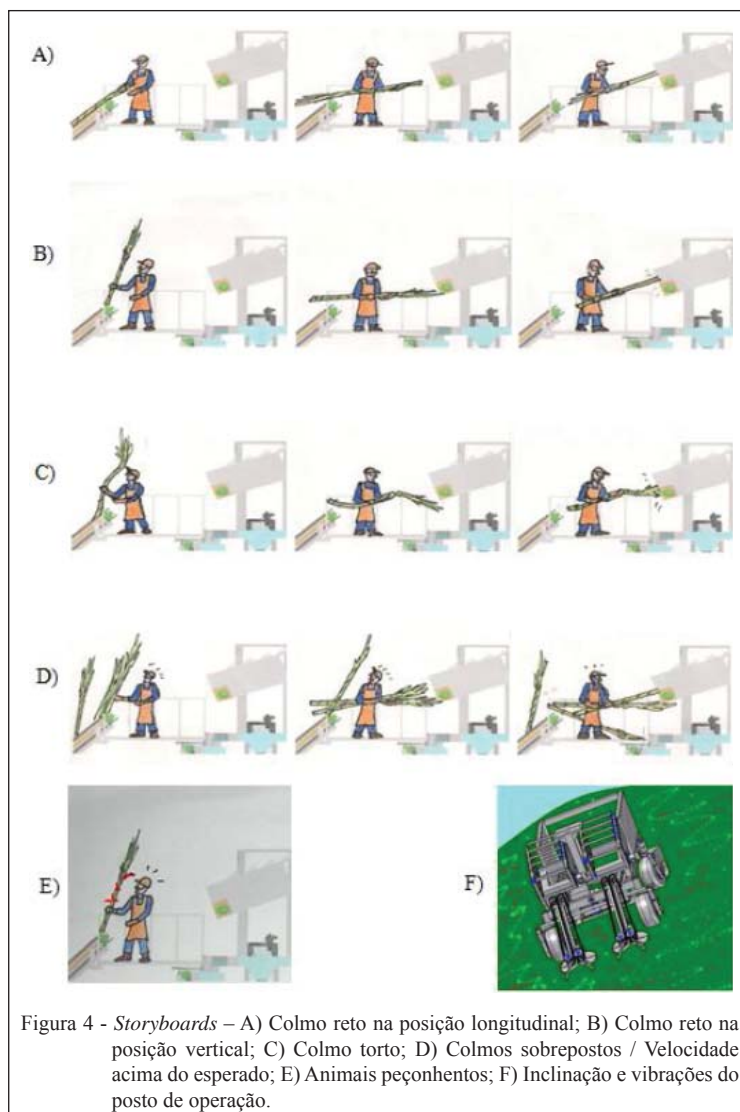 A)
B)
C)
D)
E)
F)
Figura 4 - Storyboards – A) Colmo reto na posição longitudinal; B) Colmo reto na
posição vertical; C) Colmo torto; D) Colmos sobrepostos / Velocidade
acima do esperado; E) Animais peçonhentos; F) Inclinação e vibrações do
posto de operação.